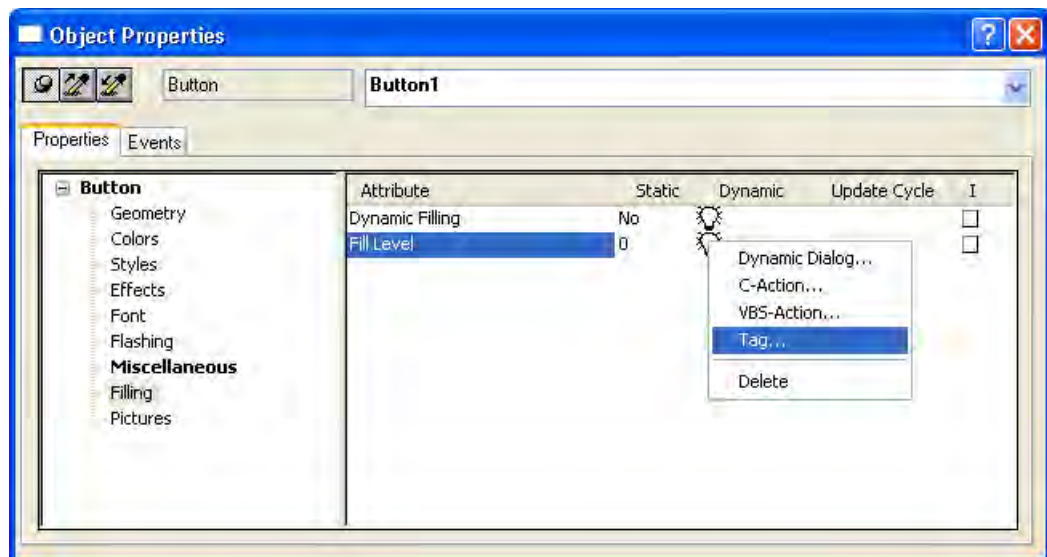 Object Properties
Button Button1
Properties Events
Button
Geometry
Colors
Styles
Effects
Font
Flashing
Miscellaneous
Filling
Pictures
Attribute Static Dynamic Update Cycle I
Dynamic Filling No
Fill Level 0
Dynamic Dialog...
C-Action...
VBS-Action...
Tag...
Delete